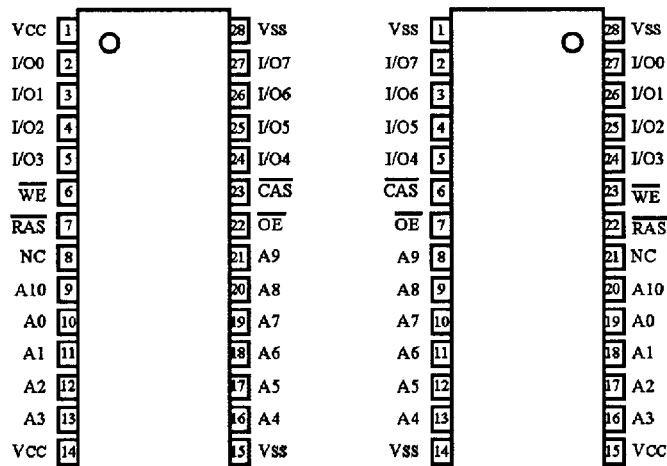 VCC 1 28 VSS VSS 1 28 VSS
I/O0 2 27 I/O7 I/O7 2 27 I/O0
I/O1 3 26 I/O6 I/O6 3 26 I/O1
I/O2 4 25 I/O5 I/O5 4 25 I/O2
I/O3 5 24 I/O4 I/O4 5 24 I/O3
WE 6 23 CAS CAS 6 23 WE
RAS 7 22 OE OE 7 22 RAS
NC 8 21 A9 A9 8 21 NC
A10 9 20 A8 A8 9 20 A10
A0 10 19 A7 A7 10 19 A0
A1 11 18 A6 A6 11 18 A1
A2 12 17 A5 A5 12 17 A2
A3 13 16 A4 A4 13 16 A3
VCC 14 15 VSS VSS 14 15 VCC